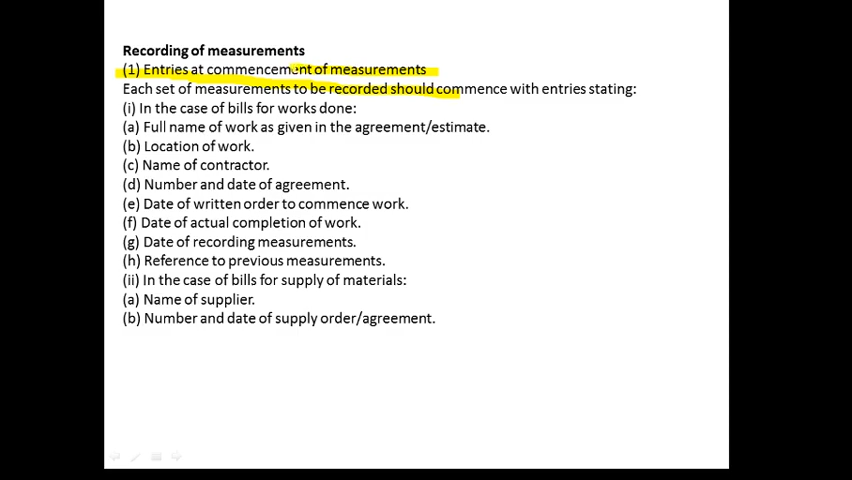 Recording of measurements
(1) Entries at commencement of measurements
Each set of measurements to be recorded should commence with entries stating:
(i) In the case of bills for works done:
(a) Full name of work as given in the agreement/estimate.
(b) Location of work.
(c) Name of contractor.
(d) Number and date of agreement.
(e) Date of written order to commence work.
(f) Date of actual completion of work.
(g) Date of recording measurements.
(h) Reference to previous measurements.
(ii) In the case of bills for supply of materials:
(a) Name of supplier.
(b) Number and date of supply order/agreement.